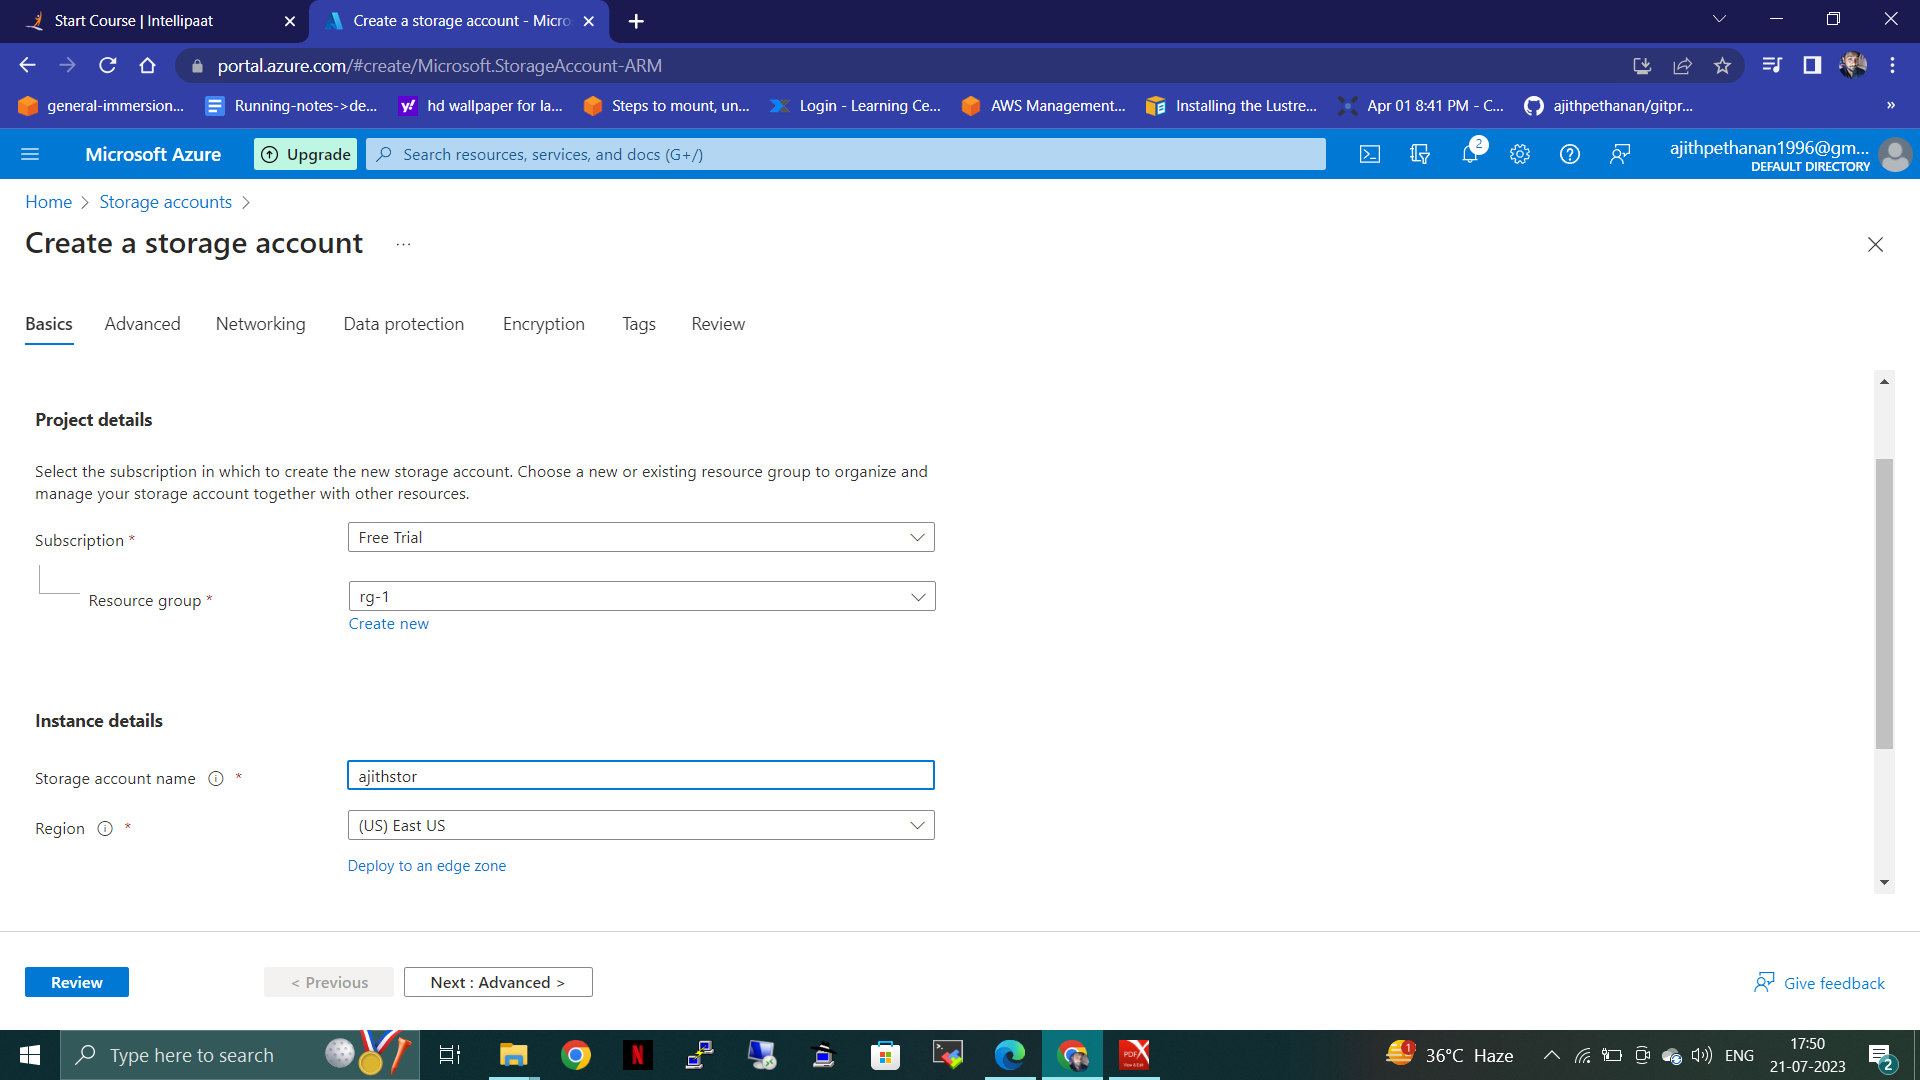 Start Course | Intellipaat
Create a storage account - Micro
portal.azure.com/#create/Microsoft.StorageAccount-ARM
general-immersion...
Running-notes->de...
hd wallpaper for la...
Steps to mount, un...
Login - Learning Ce...
AWS Management...
Installing the Lustre...
Apr 01 8:41 PM - C...
ajithpethanan/gitpr...
»
Microsoft Azure
Upgrade
Search resources, services, and docs (G+/)
2
ajithpethanan1996@gm...
DEFAULT DIRECTORY
Home > Storage accounts >
Create a storage account ...
Basics
Advanced
Networking
Data protection
Encryption
Tags
Review
Project details
Select the subscription in which to create the new storage account. Choose a new or existing resource group to organize and
manage your storage account together with other resources.
Subscription *
Free Trial
Resource group *
rg-1
Create new
Instance details
Storage account name *
ajithstor
Region *
(US) East US
Deploy to an edge zone
Review
< Previous
Next : Advanced >
Give feedback
Type here to search
N
PDF
1
36°C Haze
ENG
17:50
21-07-2023
2